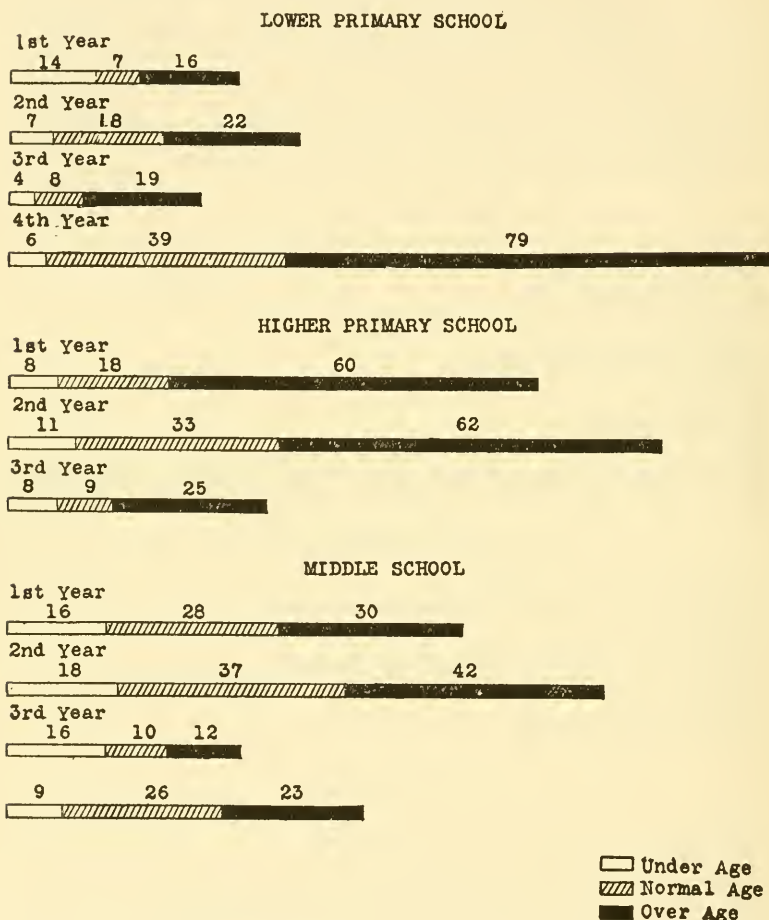 LOWER PRIMARY SCHOOL
1st Year
14 7 16
2nd Year
7 18 22
3rd Year
4 8 19
4th Year
6 39 79
HIGHER PRIMARY SCHOOL
1st Year
8 18 60
2nd Year
11 33 62
3rd Year
8 9 25
MIDDLE SCHOOL
1st Year
16 28 30
2nd Year
18 37 42
3rd Year
16 10 12
9 26 23
Under Age
Normal Age
Over Age